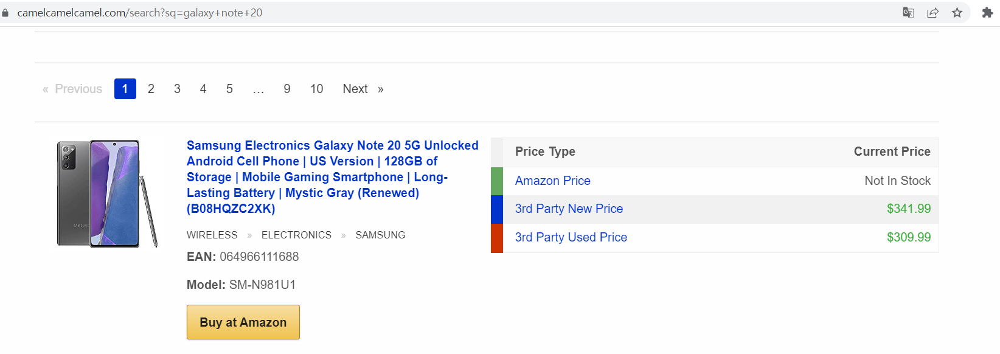 camelcamelcamel.com/search?sq=galaxy+note+20
« Previous 1 2 3 4 5 ... 9 10 Next »
Samsung Electronics Galaxy Note 20 5G Unlocked
Android Cell Phone | US Version | 128GB of
Storage | Mobile Gaming Smartphone | Long-
Lasting Battery | Mystic Gray (Renewed)
(B08HQZC2XK)
WIRELESS » ELECTRONICS » SAMSUNG
EAN: 064966111688
Model: SM-N981U1
Buy at Amazon
Price Type Current Price
Amazon Price Not In Stock
3rd Party New Price $341.99
3rd Party Used Price $309.99
SAMSUNG